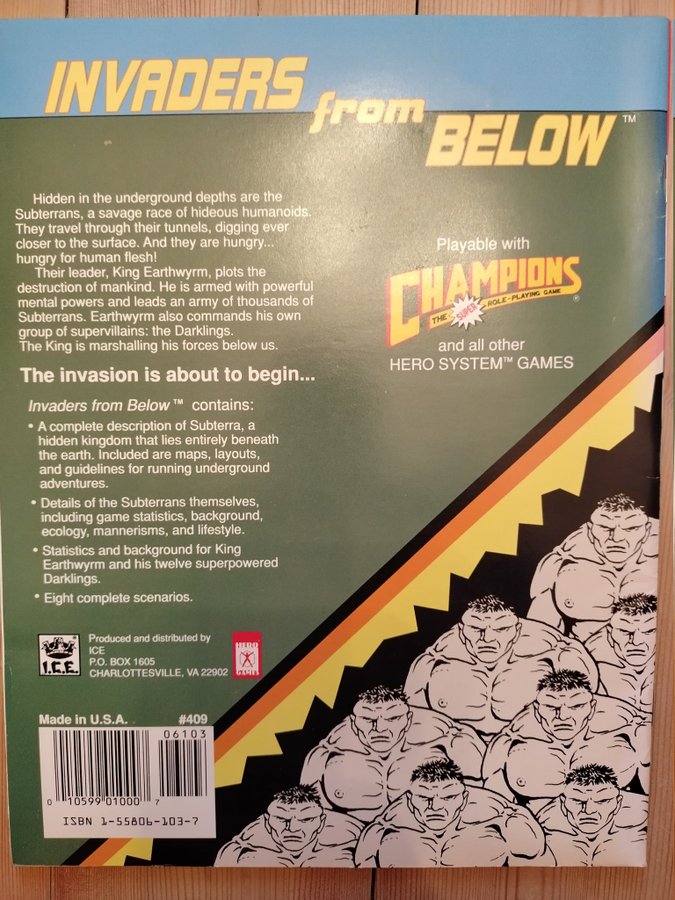 INVADERS
from
BELOW™
Hidden in the underground depths are the
Subterrans, a savage race of hideous humanoids.
They travel through their tunnels, digging ever
closer to the surface. And they are hungry...
hungry for human flesh!
Their leader, King Earthwyrm, plots the
destruction of mankind. He is armed with powerful
mental powers and leads an army of thousands of
Subterrans. Earthwyrm also commands his own
group of supervillains: the Darklings.
The King is marshalling his forces below us.
The invasion is about to begin...
Invaders from Below™ contains:
• A complete description of Subterra, a
hidden kingdom that lies entirely beneath
the earth. Included are maps, layouts,
and guidelines for running underground
adventures.
• Details of the Subterrans themselves,
including game statistics, background,
ecology, mannerisms, and lifestyle.
• Statistics and background for King
Earthwyrm and his twelve superpowered
Darklings.
• Eight complete scenarios.
Playable with
CHAMPIONS®
THE SUPER ROLE-PLAYING GAME
and all other
HERO SYSTEM™ GAMES
I.C.E.
Produced and distributed by
ICE
P.O. BOX 1605
CHARLOTTESVILLE, VA 22902
HERO
GAMES
Made in U.S.A. #409
06103
0 10599 01000 7
ISBN 1-55806-103-7